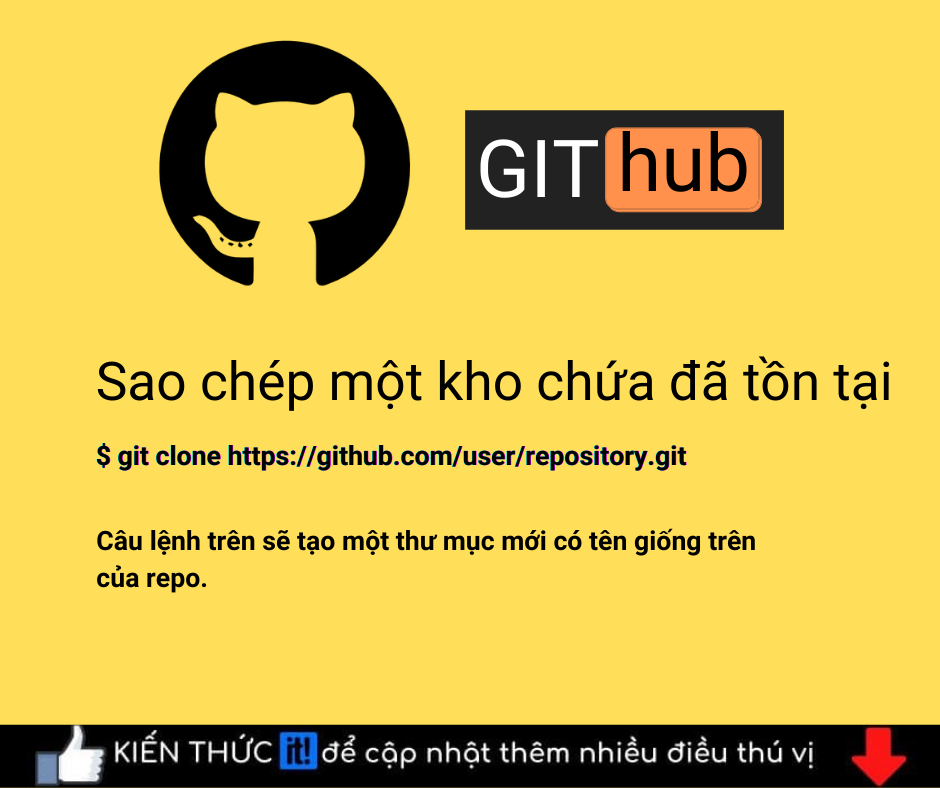 GIT hub
Sao chép một kho chứa đã tồn tại
$ git clone https://github.com/user/repository.git
Câu lệnh trên sẽ tạo một thư mục mới có tên giống trên
của repo.
KIẾN THỨC it! để cập nhật thêm nhiều điều thú vị